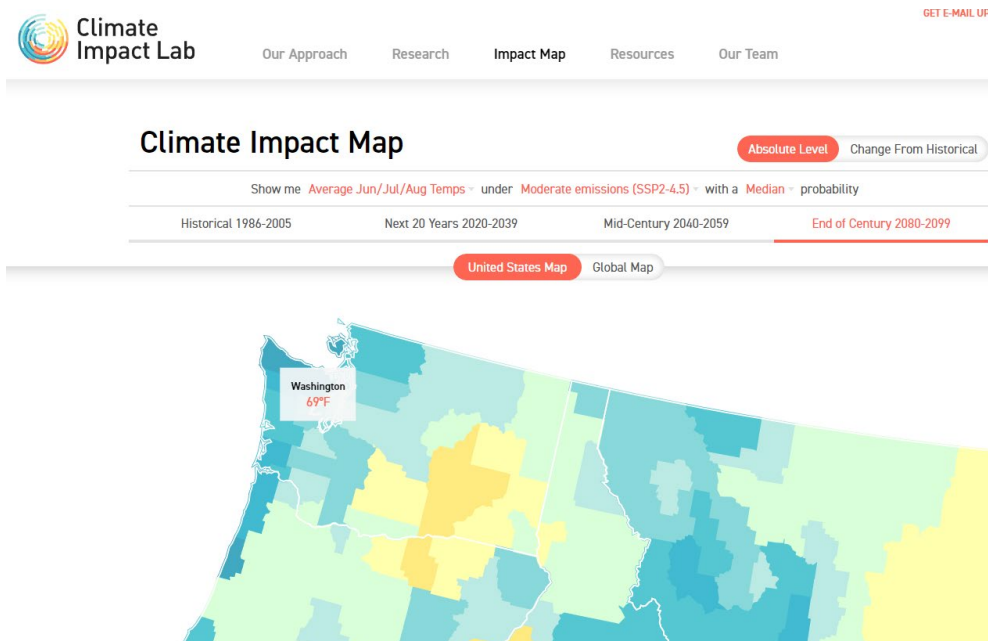 GET E-MAIL UP
Climate
Impact Lab
Our Approach Research Impact Map Resources Our Team
Climate Impact Map
Absolute Level Change From Historical
Show me Average Jun/Jul/Aug Temps under Moderate emissions (SSP2-4.5) with a Median probability
Historical 1986-2005 Next 20 Years 2020-2039 Mid-Century 2040-2059 End of Century 2080-2099
United States Map Global Map
Washington
69°F